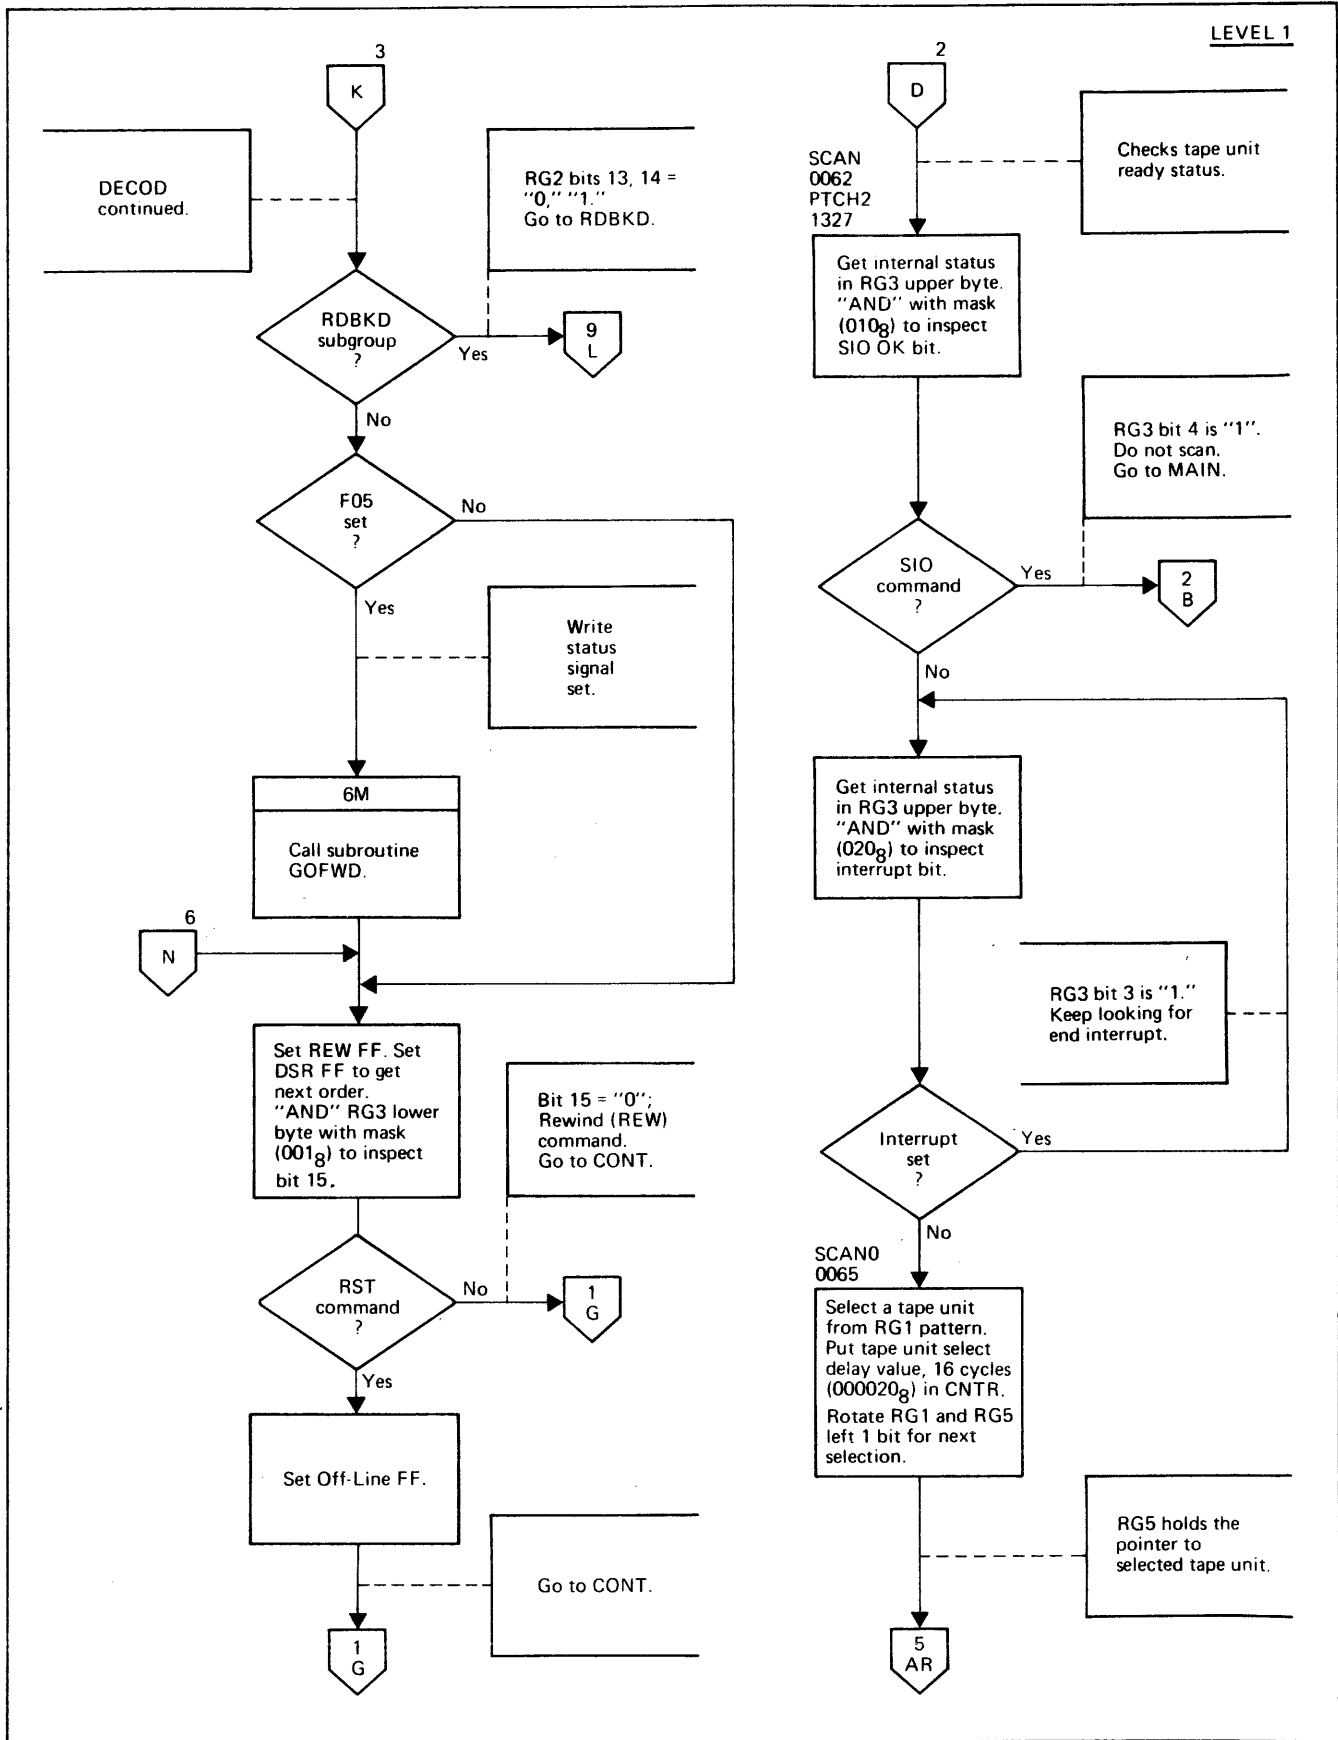 LEVEL 1
3
K
DECOD
continued.
RG2 bits 13, 14 =
"0," "1."
Go to RDBKD.
RDBKD
subgroup
?
Yes
9
L
No
F05
set
?
No
Yes
Write
status
signal
set.
6M
Call subroutine
GOFWD.
6
N
Set REW FF. Set
DSR FF to get
next order.
"AND" RG3 lower
byte with mask
(001₈) to inspect
bit 15.
Bit 15 = "0";
Rewind (REW)
command.
Go to CONT.
RST
command
?
No
1
G
Yes
Set Off-Line FF.
Go to CONT.
1
G
2
D
Checks tape unit
ready status.
SCAN
0062
PTCH2
1327
Get internal status
in RG3 upper byte.
"AND" with mask
(010₈) to inspect
SIO OK bit.
RG3 bit 4 is "1".
Do not scan.
Go to MAIN.
SIO
command
?
Yes
2
B
No
Get internal status
in RG3 upper byte.
"AND" with mask
(020₈) to inspect
interrupt bit.
RG3 bit 3 is "1."
Keep looking for
end interrupt.
Interrupt
set
?
Yes
No
SCAN0
0065
Select a tape unit
from RG1 pattern.
Put tape unit select
delay value, 16 cycles
(000020₈) in CNTR.
Rotate RG1 and RG5
left 1 bit for next
selection.
RG5 holds the
pointer to
selected tape unit.
5
AR